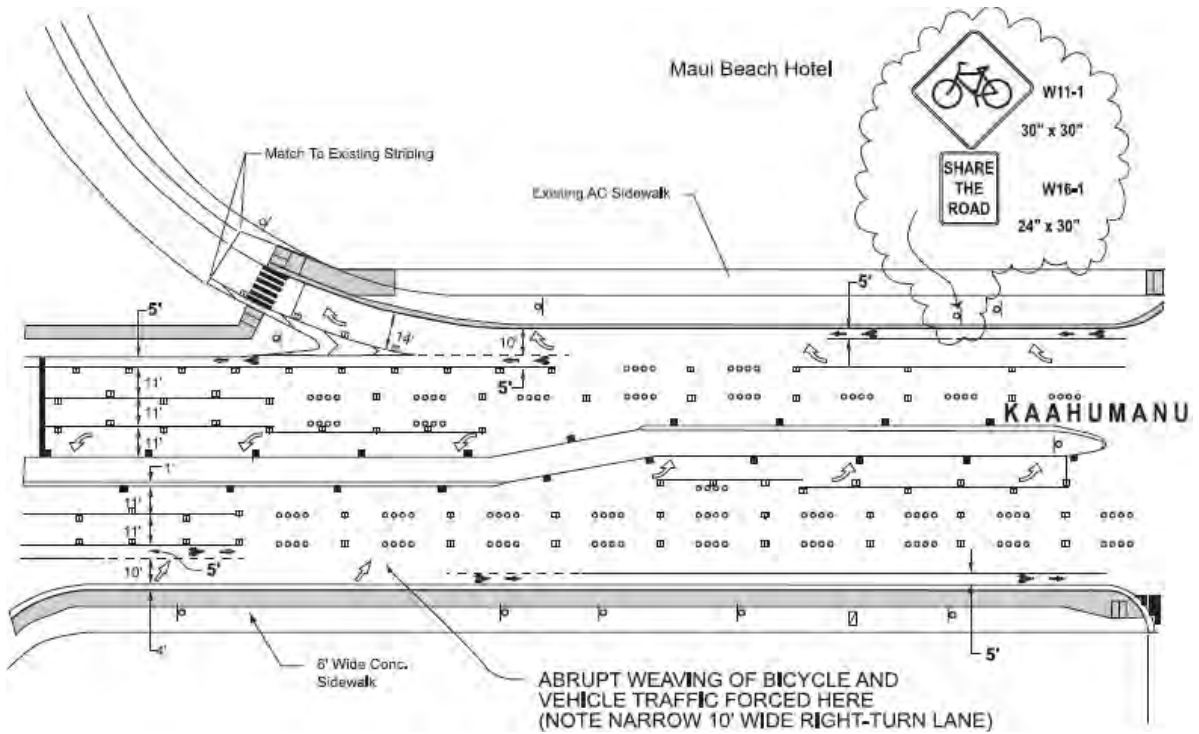 Maui Beach Hotel
W11-1
30" x 30"
SHARE
THE
ROAD
W16-1
24" x 30"
Match To Existing Striping
Existing AC Sidewalk
5'
5'
14'
10'
5'
11'
11'
11'
KAAHUMANU
1'
11'
11'
5'
10'
4'
5'
6' Wide Conc.
Sidewalk
ABRUPT WEAVING OF BICYCLE AND
VEHICLE TRAFFIC FORCED HERE
(NOTE NARROW 10' WIDE RIGHT-TURN LANE)